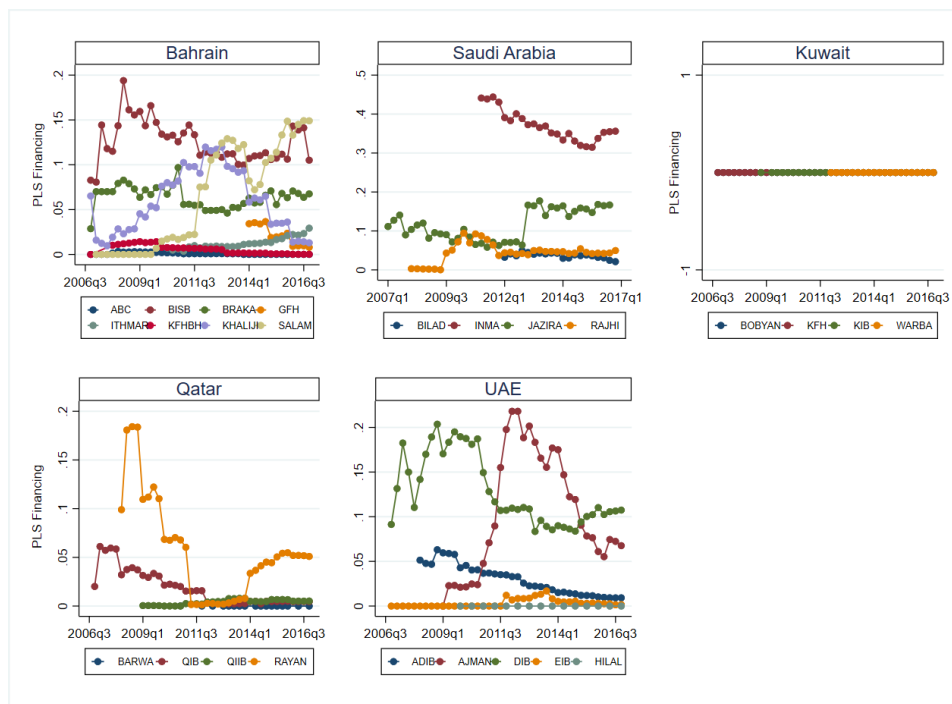 Bahrain
PLS Financing
.2
.15
.1
.05
0
2006q3 2009q1 2011q3 2014q1 2016q3
ABC BISB BRAKA GFH
ITHMAR KFHBH KHALIJI SALAM
Saudi Arabia
.5
.4
.3
.2
.1
0
2007q1 2009q3 2012q1 2014q3 2017q1
BILAD INMA JAZIRA RAJHI
Kuwait
PLS Financing
1
-1
2006q3 2009q1 2011q3 2014q1 2016q3
BOBYAN KFH KIB WARBA
Qatar
PLS Financing
.2
.15
.1
.05
0
2006q3 2009q1 2011q3 2014q1 2016q3
BARWA QIB QIIB RAYAN
UAE
.2
.15
.1
.05
0
2006q3 2009q1 2011q3 2014q1 2016q3
ADIB AJMAN DIB EIB HILAL